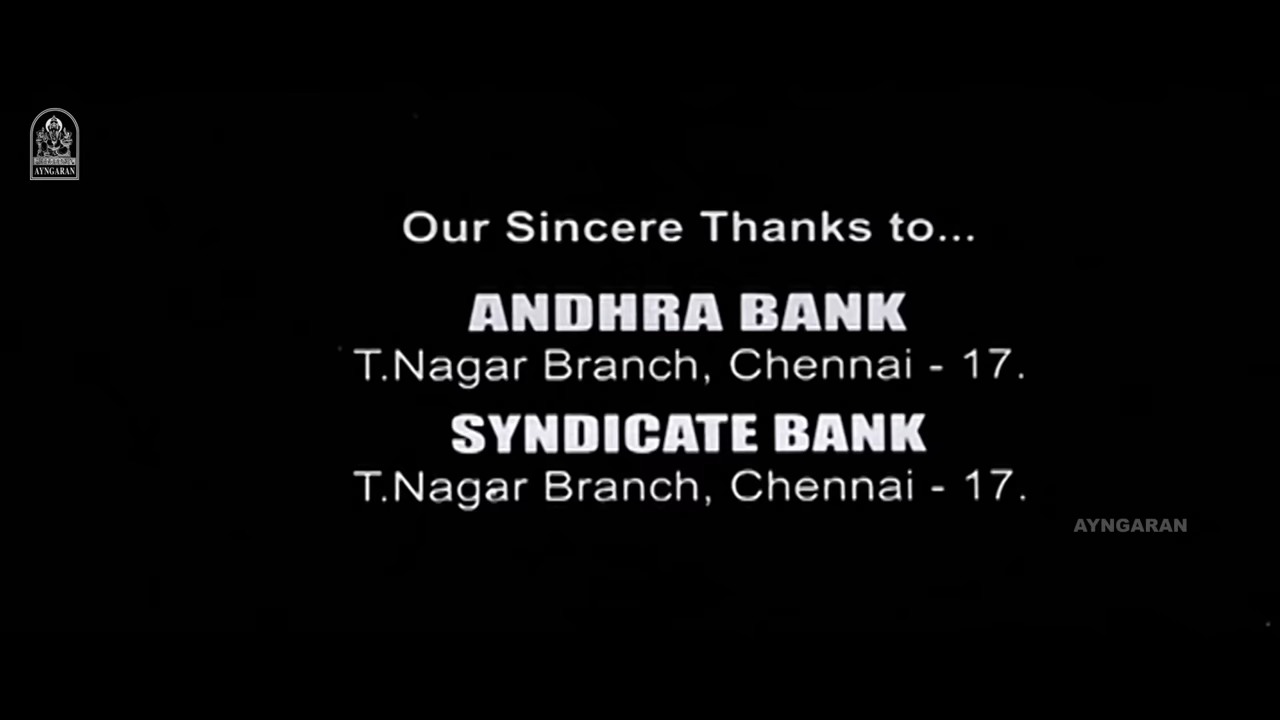 AYNGARAN
Our Sincere Thanks to...
ANDHRA BANK
T.Nagar Branch, Chennai - 17.
SYNDICATE BANK
T.Nagar Branch, Chennai - 17.
AYNGARAN